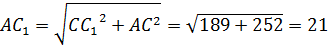 AC₁ = √(CC₁² + AC²) = √(189 + 252) = 21